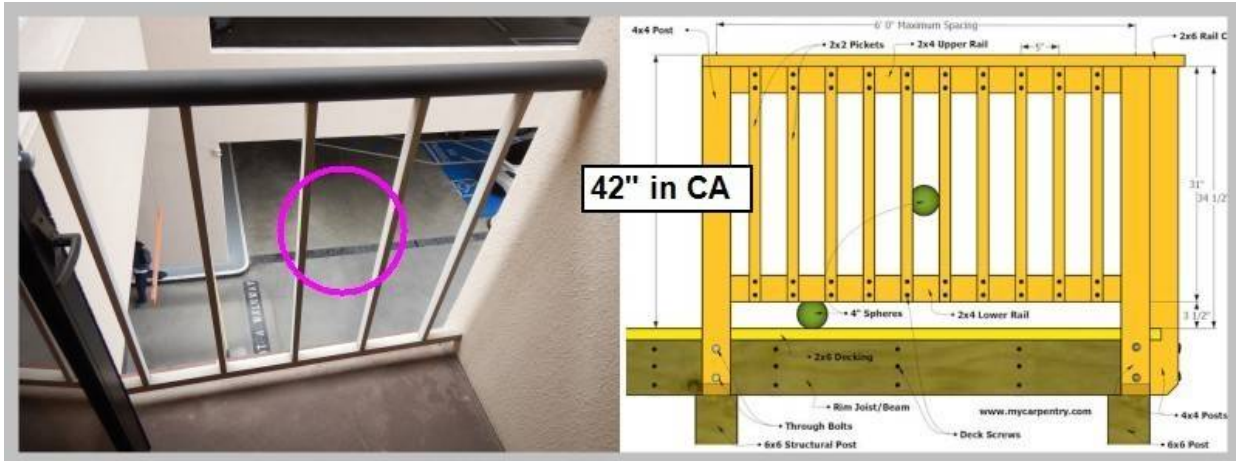 6' 0" Maximum Spacing
4x4 Post
2x6 Rail C
2x2 Pickets
2x4 Upper Rail
5"
42" in CA
31"
34 1/2"
4" Spheres
2x4 Lower Rail
3 1/2"
2x6 Decking
Rim Joist/Beam
www.mycarpentry.com
4x4 Posts
Through Bolts
Deck Screws
6x6 Structural Post
6x6 Post